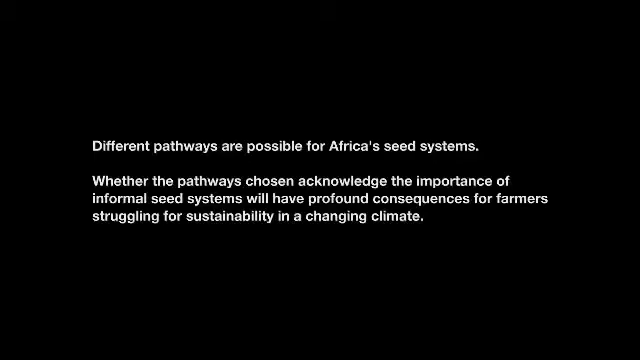 Different pathways are possible for Africa's seed systems.
Whether the pathways chosen acknowledge the importance of
informal seed systems will have profound consequences for farmers
struggling for sustainability in a changing climate.